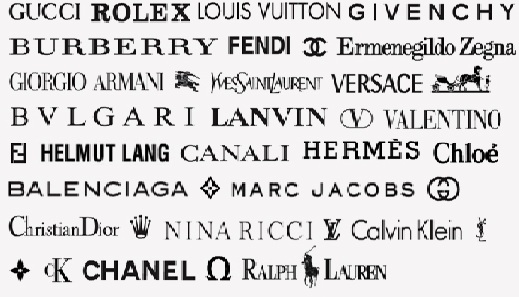 GUCCI ROLEX LOUIS VUITTON GIVENCHY
BURBERRY FENDI Ermenegildo Zegna
GIORGIO ARMANI YVESSAINTLAURENT VERSACE
BVLGARI LANVIN V VALENTINO
HELMUT LANG CANALI HERMÈS Chloé
BALENCIAGA MARC JACOBS
ChristianDior NINA RICCI LV Calvin Klein
cK CHANEL Ω RALPH LAUREN